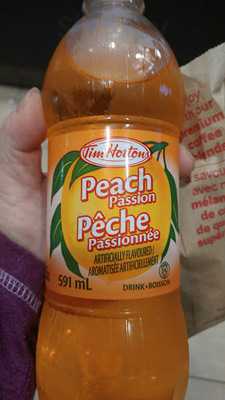 Tim Hortons
Peach
Passion
Pêche
Passionnée
ARTIFICIALLY FLAVOURED /
AROMATISÉE ARTIFICIELLEMENT
591 mL
DRINK • BOISSON